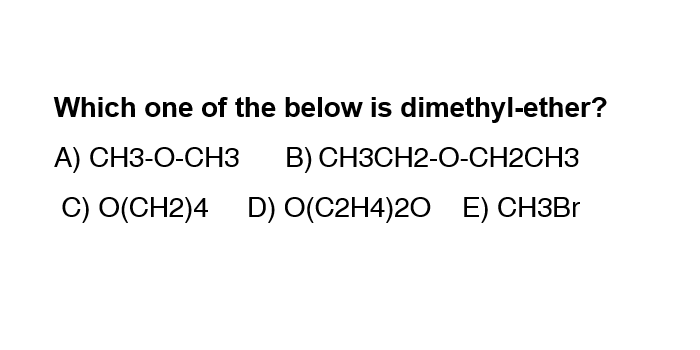 Which one of the below is dimethyl-ether?
A) CH3-O-CH3 B) CH3CH2-O-CH2CH3
C) O(CH2)4 D) O(C2H4)2O E) CH3Br